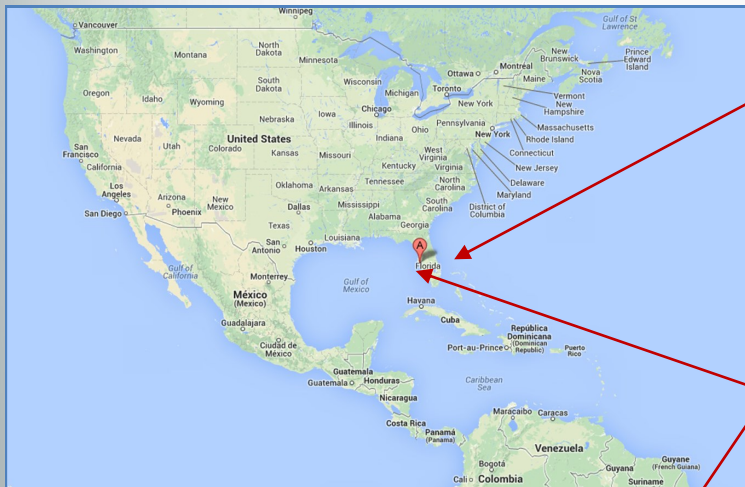 Winnipeg
Gulf of St
Lawrence
Vancouver
Washington
Montana
North
Dakota
Minnesota
Ottawa
Montreal
New
Brunswick
Prince
Edward
Island
Maine
Nova
Scotia
Oregon
Idaho
Wyoming
South
Dakota
Wisconsin
Michigan
Toronto
New York
Vermont
New
Hampshire
Nebraska
Iowa
Chicago
Illinois
Indiana
Ohio
Pennsylvania
New York
Massachusetts
Rhode Island
Connecticut
New Jersey
Delaware
Maryland
District of
Columbia
San
Francisco
Nevada
Utah
Colorado
United States
Kansas
Missouri
West
Virginia
Kentucky
Virginia
California
Los
Angeles
San Diego
Arizona
Phoenix
New
Mexico
Oklahoma
Arkansas
Tennessee
North
Carolina
South
Carolina
Dallas
Mississippi
Alabama
Georgia
Texas
San
Antonio
Houston
Louisiana
A
Florida
Gulf of
California
Monterrey
Gulf of
Mexico
México
(Mexico)
Havana
Cuba
Guadalajara
Ciudad de
México
Port-au-Prince
República
Dominicana
(Dominican
Republic)
Puerto
Rico
Guatemala
Guatemala
Honduras
Nicaragua
Caribbean
Sea
Costa Rica
Panamá
(Panama)
Maracaibo
Caracas
Venezuela
Bogotá
Cali
Colombia
Guyana
Guyane
(French Guiana)
Suriname